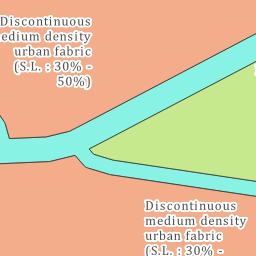 Discontinuous
medium density
urban fabric
(S.L. : 30% -
50%)
Discontinuous
medium density
urban fabric
(S.L. : 30% -